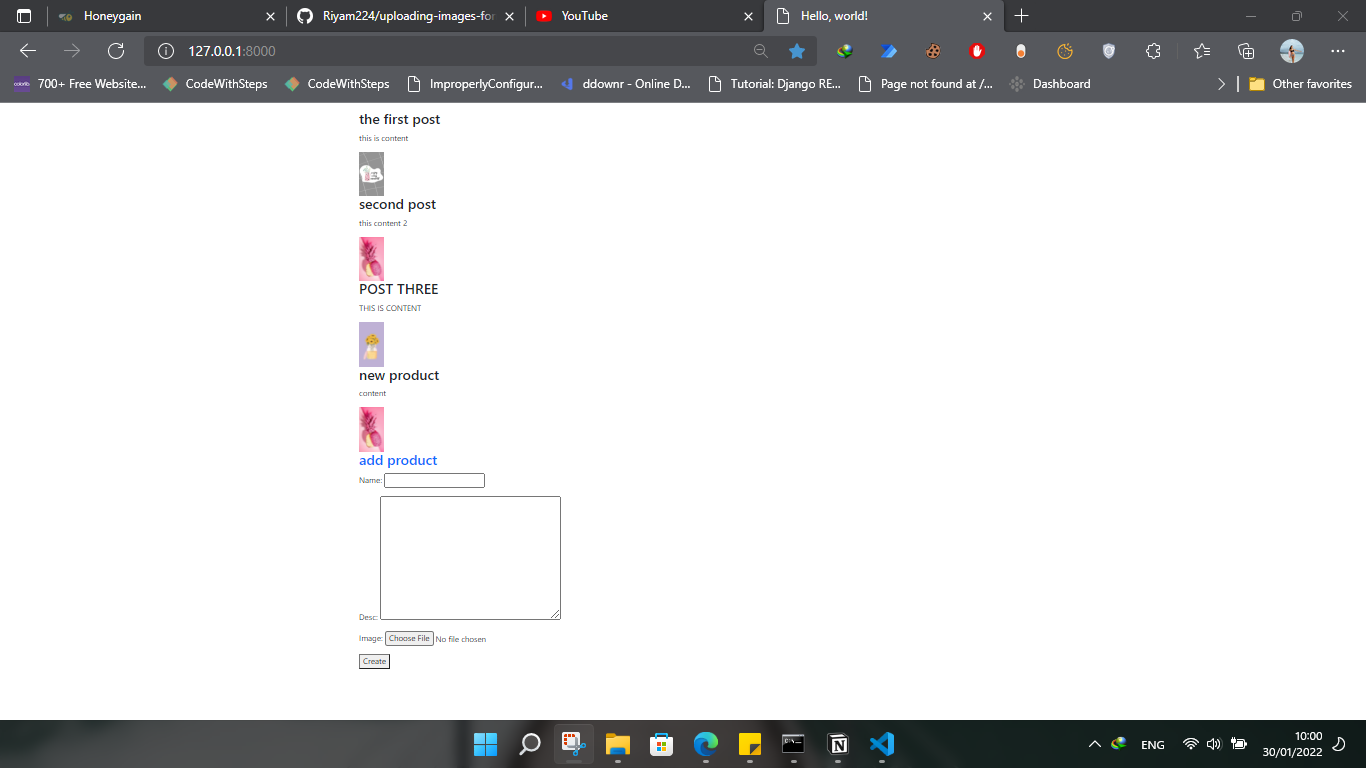 Honeygain
Riyam224/uploading-images-for
YouTube
Hello, world!
127.0.0.1:8000
700+ Free Website...
CodeWithSteps
CodeWithSteps
ImproperlyConfigur...
ddownr - Online D...
Tutorial: Django RE...
Page not found at /...
Dashboard
Other favorites
the first post
this is content
second post
this content 2
POST THREE
THIS IS CONTENT
new product
content
add product
Name:
Desc:
Image: Choose File No file chosen
Create
ENG
10:00
30/01/2022